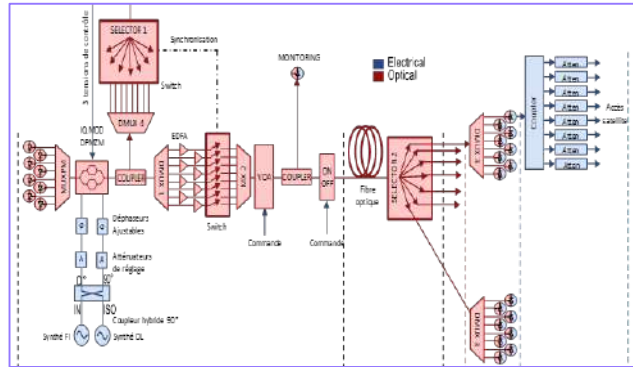 3 tensions de contrôle
SELECTOR 1
Synchronisation
Switch
DMUX 4
IQ MOD
DPMZM
MUX PM
COUPLER
DMUX 1
EDFA
Switch
MUX 2
VOA
Commande
COUPLER
MONITORING
ON
OFF
Commande
Fibre
optique
SELECTOR 2
Electrical
Optical
DMUX 3
Coupler
Atten
Atten
Atten
Atten
Atten
Atten
Atten
Atten
Accès
satellite
DMUX 3
Déphaseurs
Ajustables
Φ
Φ
Atténuateurs
de réglage
A
A
0°
90°
IN
ISO
Coupleur hybride 90°
Synthé FI
Synthé OL